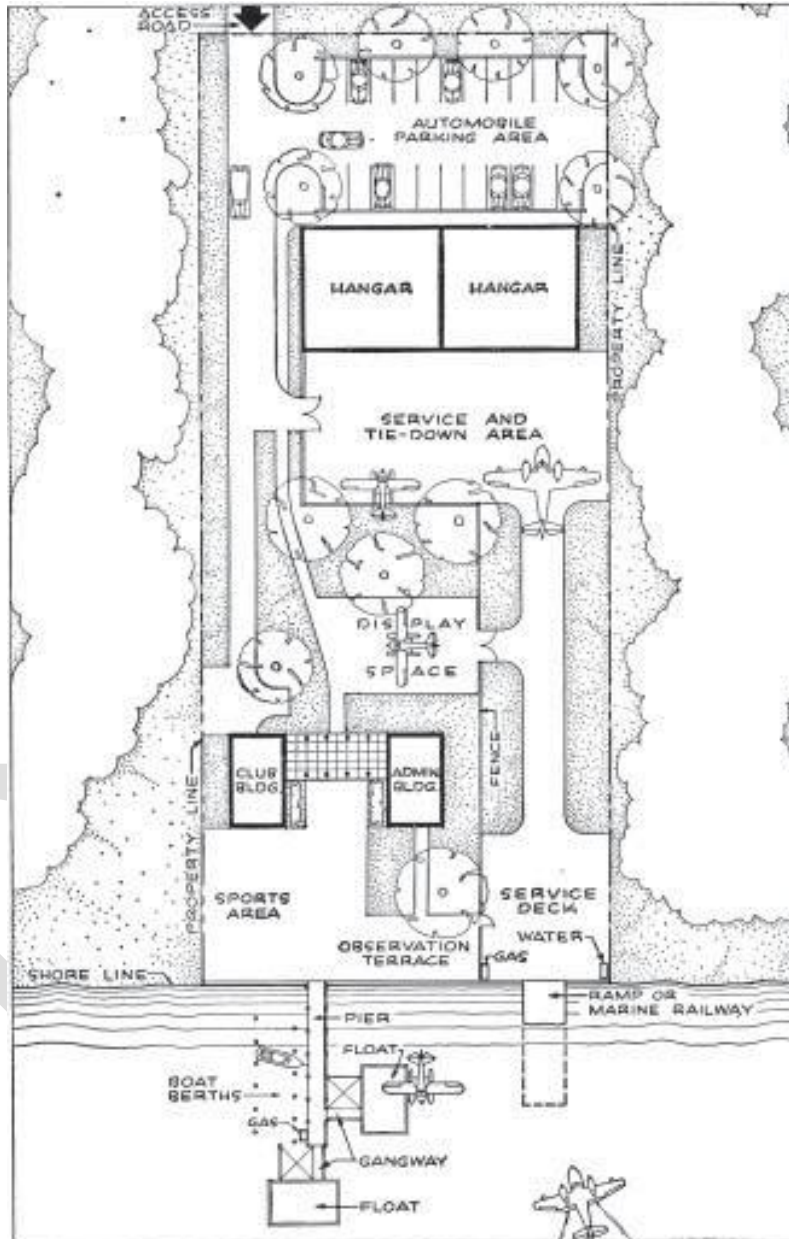 ACCESS
ROAD
AUTOMOBILE
PARKING AREA
HANGAR
HANGAR
PROPERTY LINE
SERVICE AND
TIE-DOWN AREA
DISPLAY
SPACE
FENCE
CLUB
BLDG.
ADMIN.
BLDG.
PROPERTY LINE
SPORTS
AREA
SERVICE
DECK
OBSERVATION
TERRACE
GAS
WATER
SHORE LINE
RAMP OR
MARINE RAILWAY
PIER
FLOAT
BOAT
BERTHS
GAS
GANGWAY
FLOAT